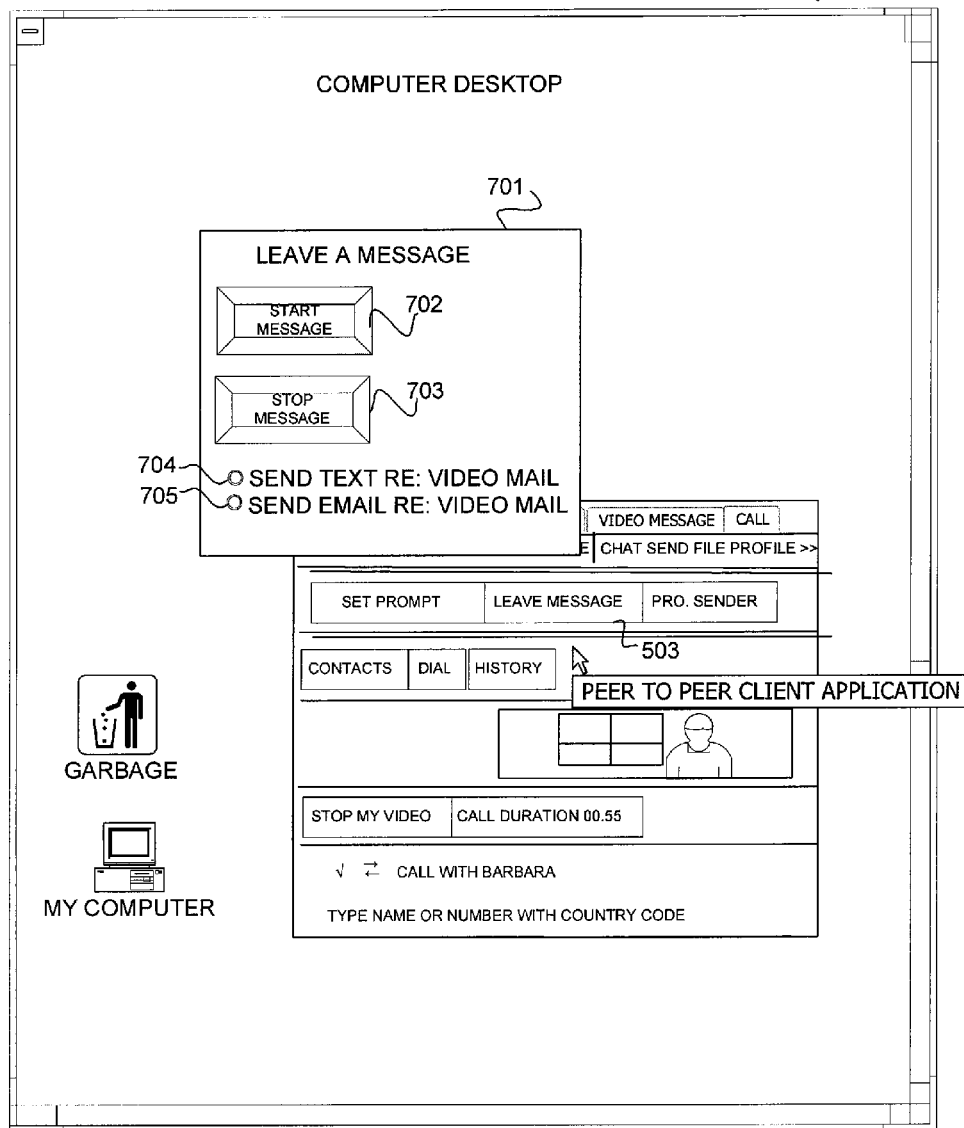 COMPUTER DESKTOP
701
LEAVE A MESSAGE
START
MESSAGE
702
STOP
MESSAGE
703
704
SEND TEXT RE: VIDEO MAIL
705
SEND EMAIL RE: VIDEO MAIL
VIDEO MESSAGE CALL
E CHAT SEND FILE PROFILE >>
SET PROMPT LEAVE MESSAGE PRO. SENDER
503
CONTACTS DIAL HISTORY
PEER TO PEER CLIENT APPLICATION
GARBAGE
STOP MY VIDEO CALL DURATION 00.55
√ ⇄ CALL WITH BARBARA
MY COMPUTER
TYPE NAME OR NUMBER WITH COUNTRY CODE